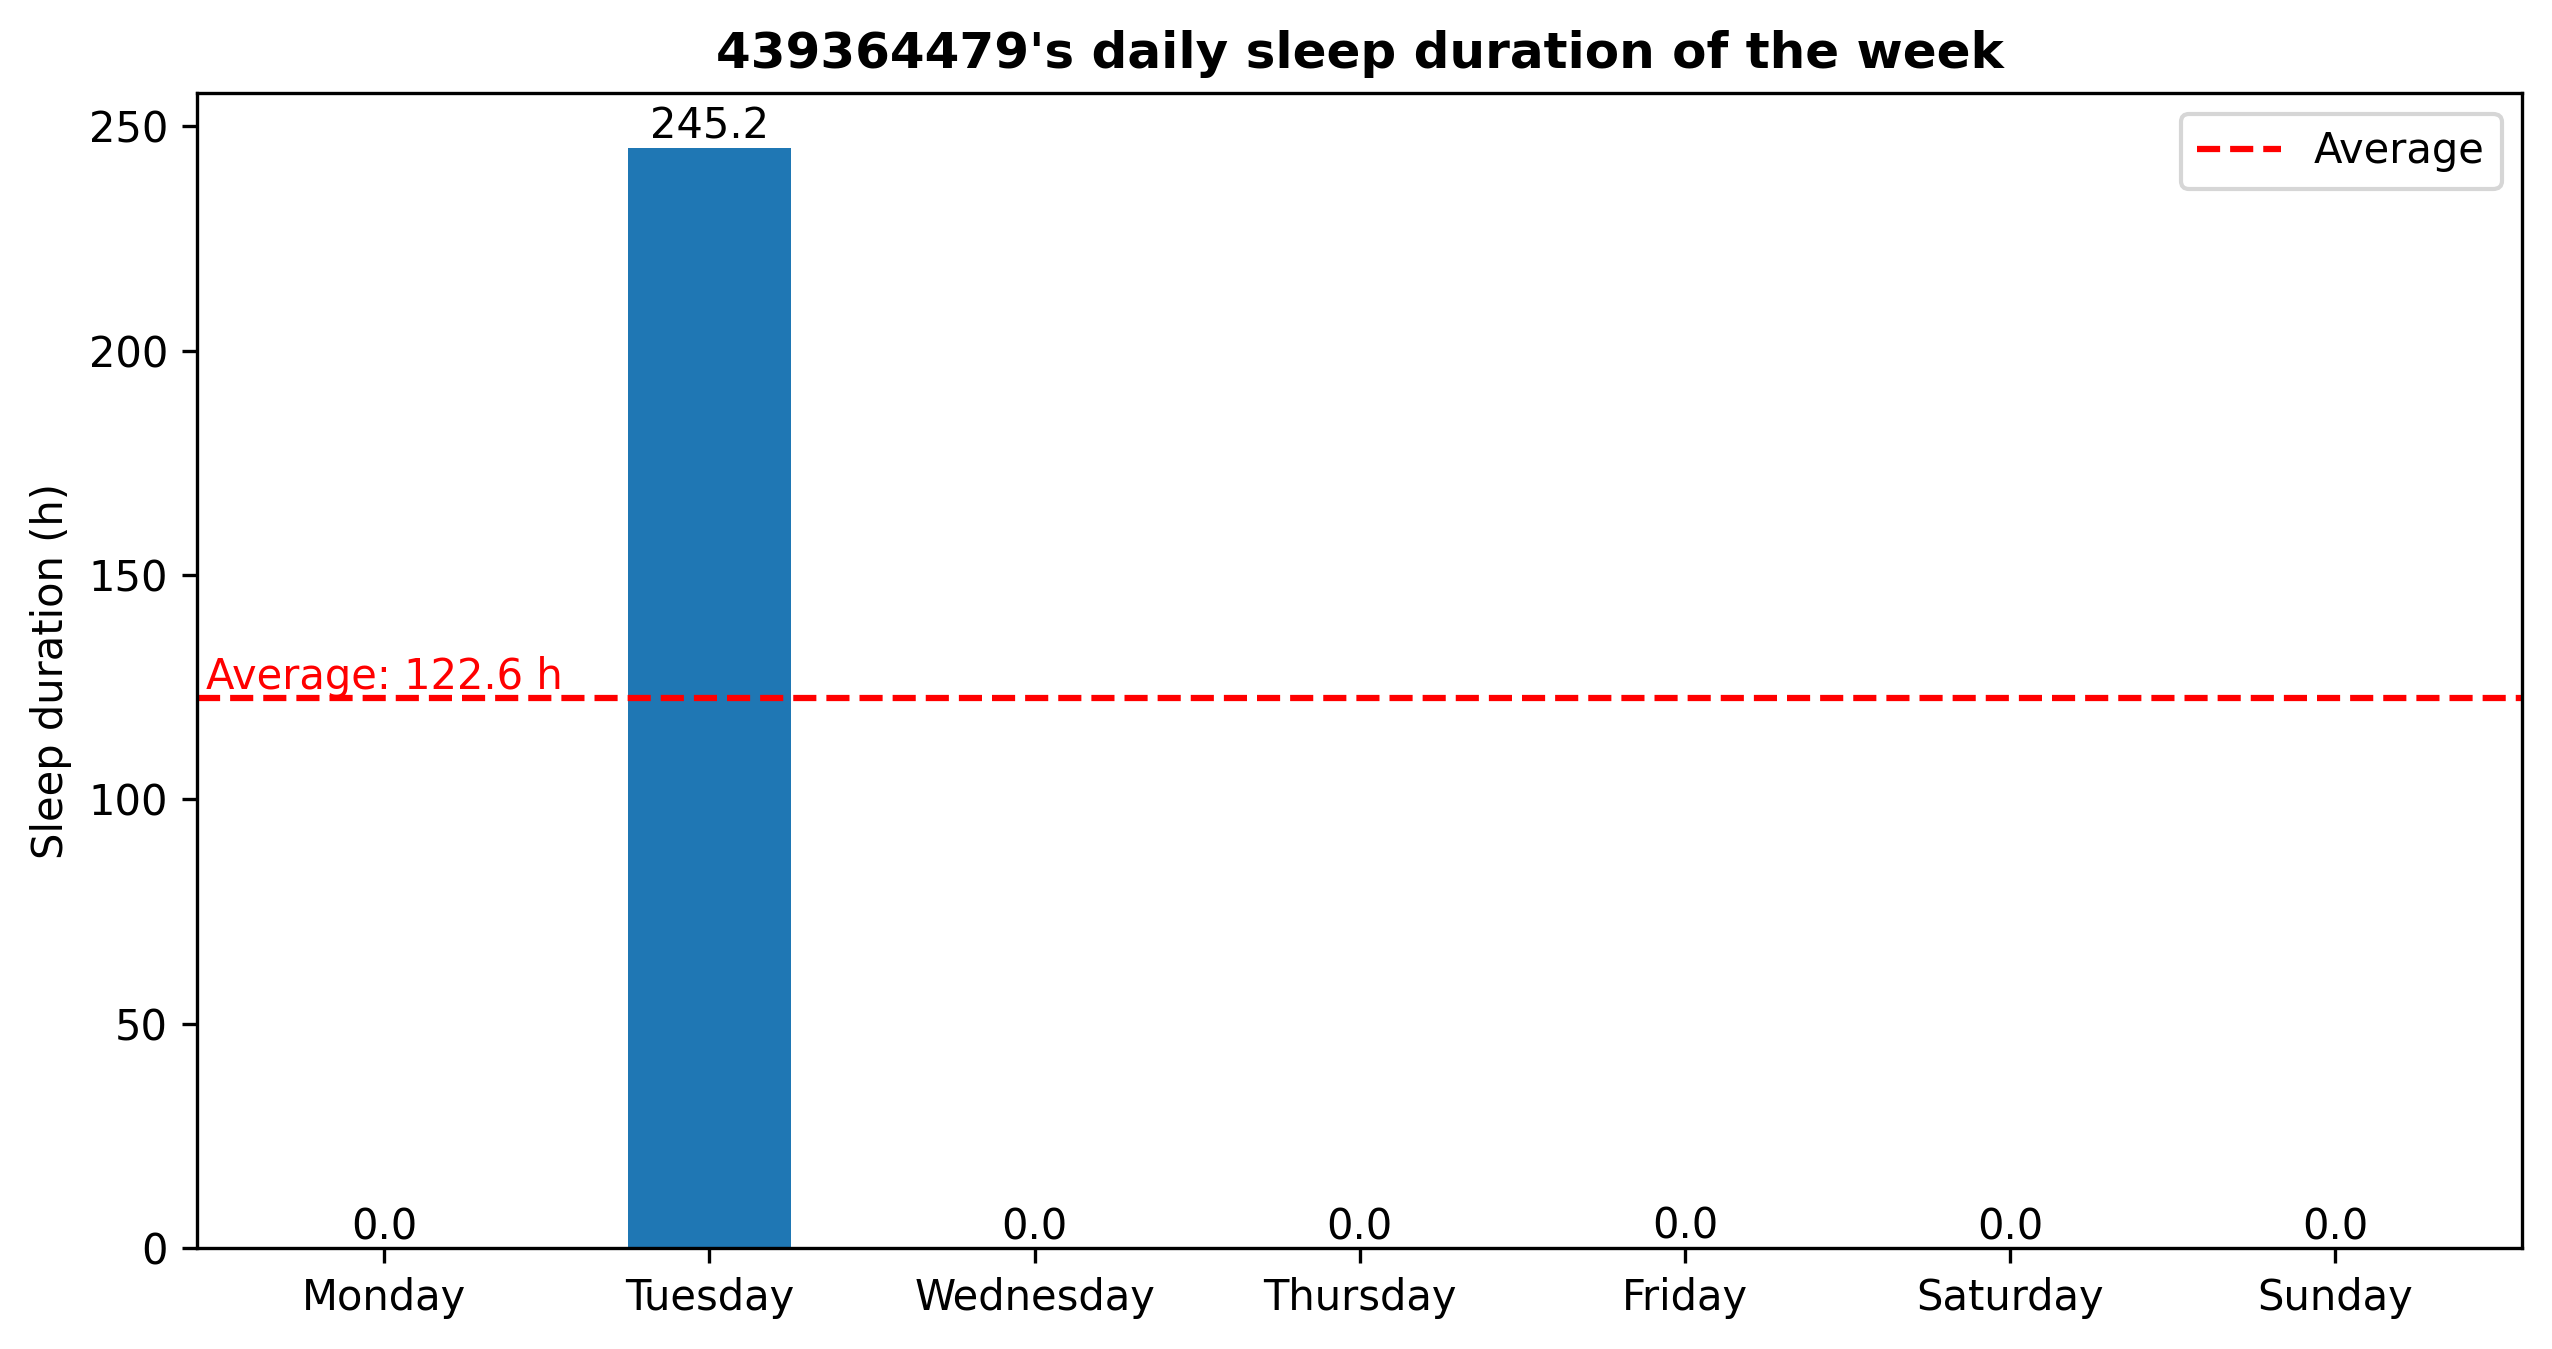 439364479's daily sleep duration of the week
250
200
150
100
50
0
Sleep duration (h)
245.2
Average
Average: 122.6 h
0.0
0.0
0.0
0.0
0.0
0.0
Monday
Tuesday
Wednesday
Thursday
Friday
Saturday
Sunday